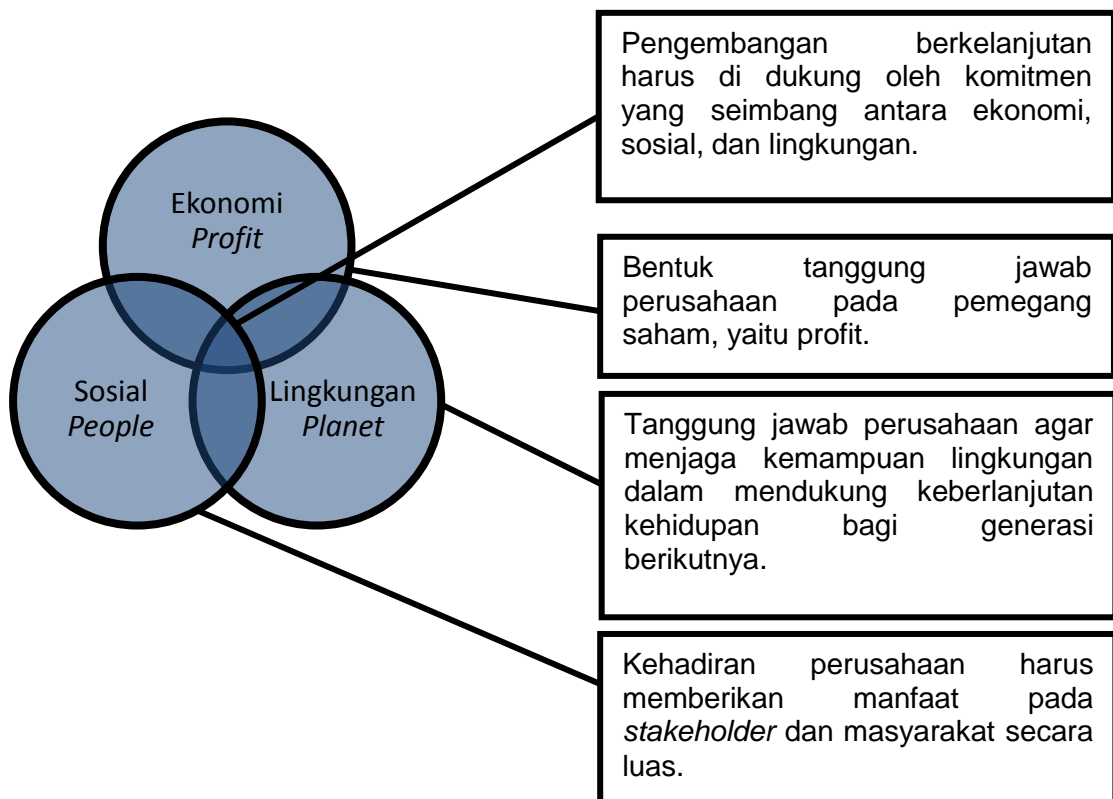 Ekonomi
Profit
Sosial
People
Lingkungan
Planet
Pengembangan berkelanjutan
harus di dukung oleh komitmen
yang seimbang antara ekonomi,
sosial, dan lingkungan.
Bentuk tanggung jawab
perusahaan pada pemegang
saham, yaitu profit.
Tanggung jawab perusahaan agar
menjaga kemampuan lingkungan
dalam mendukung keberlanjutan
kehidupan bagi generasi
berikutnya.
Kehadiran perusahaan harus
memberikan manfaat pada
stakeholder dan masyarakat secara
luas.